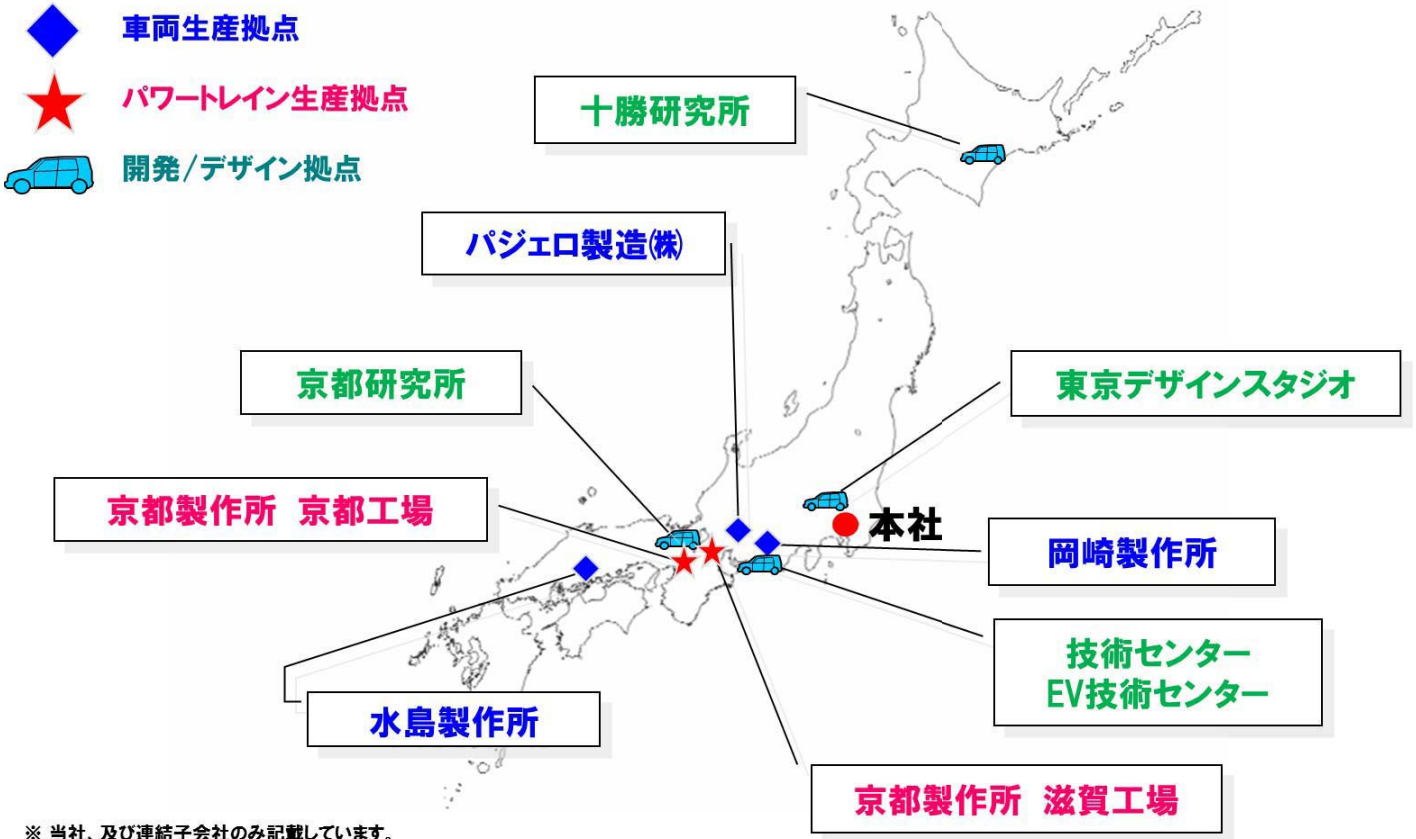 車両生産拠点
パワートレイン生産拠点
開発/デザイン拠点
十勝研究所
パジェロ製造㈱
京都研究所
東京デザインスタジオ
京都製作所 京都工場
本社
岡崎製作所
技術センター
EV技術センター
水島製作所
京都製作所 滋賀工場
※ 当社、及び連結子会社のみ記載しています。